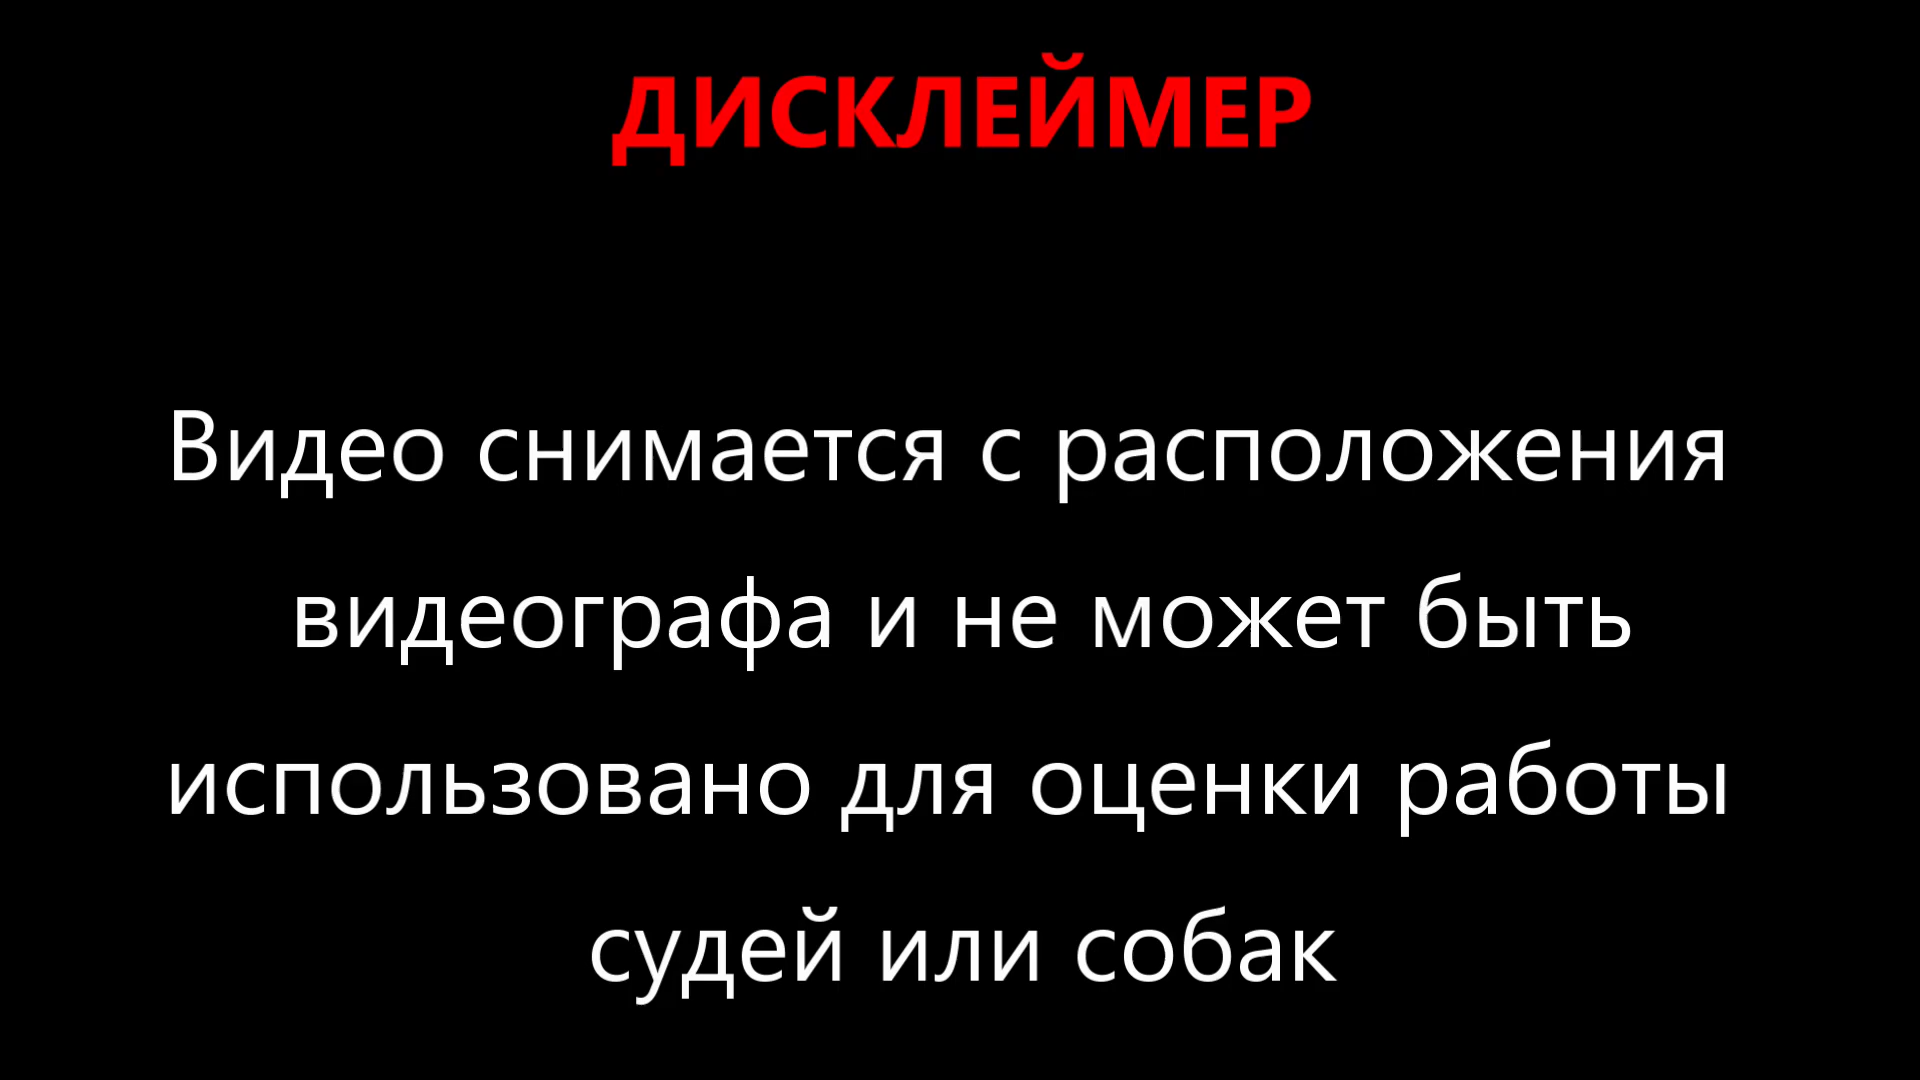 ДИСКЛЕЙМЕР
Видео снимается с расположения
видеографа и не может быть
использовано для оценки работы
судей или собак